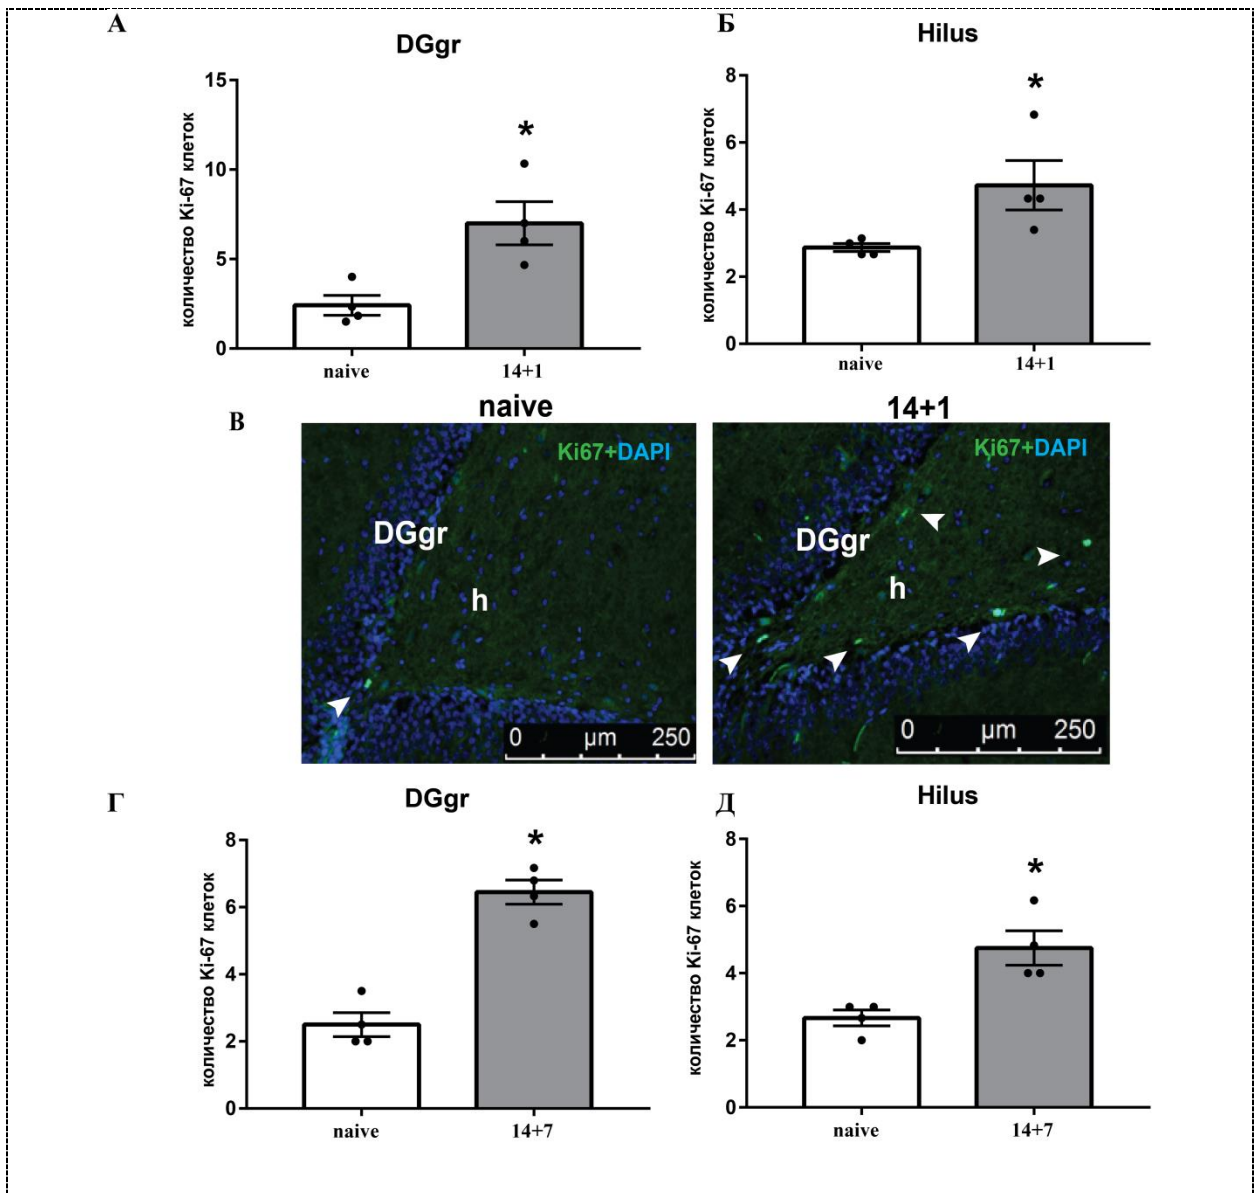 А
DGgr
количество Ki-67 клеток
15
10
5
0
*
naive
14+1
Б
Hilus
количество Ki-67 клеток
8
6
4
2
0
*
naive
14+1
В
naive
Ki67+DAPI
DGgr
h
0 µm 250
14+1
Ki67+DAPI
DGgr
h
0 µm 250
Г
DGgr
количество Ki-67 клеток
8
6
4
2
0
*
naive
14+7
Д
Hilus
количество Ki-67 клеток
8
6
4
2
0
*
naive
14+7